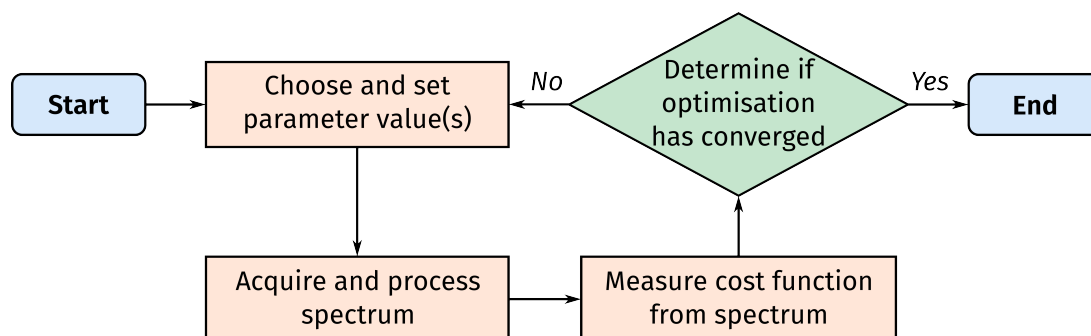 Start
Choose and set
parameter value(s)
No
Determine if
optimisation
has converged
Yes
End
Acquire and process
spectrum
Measure cost function
from spectrum